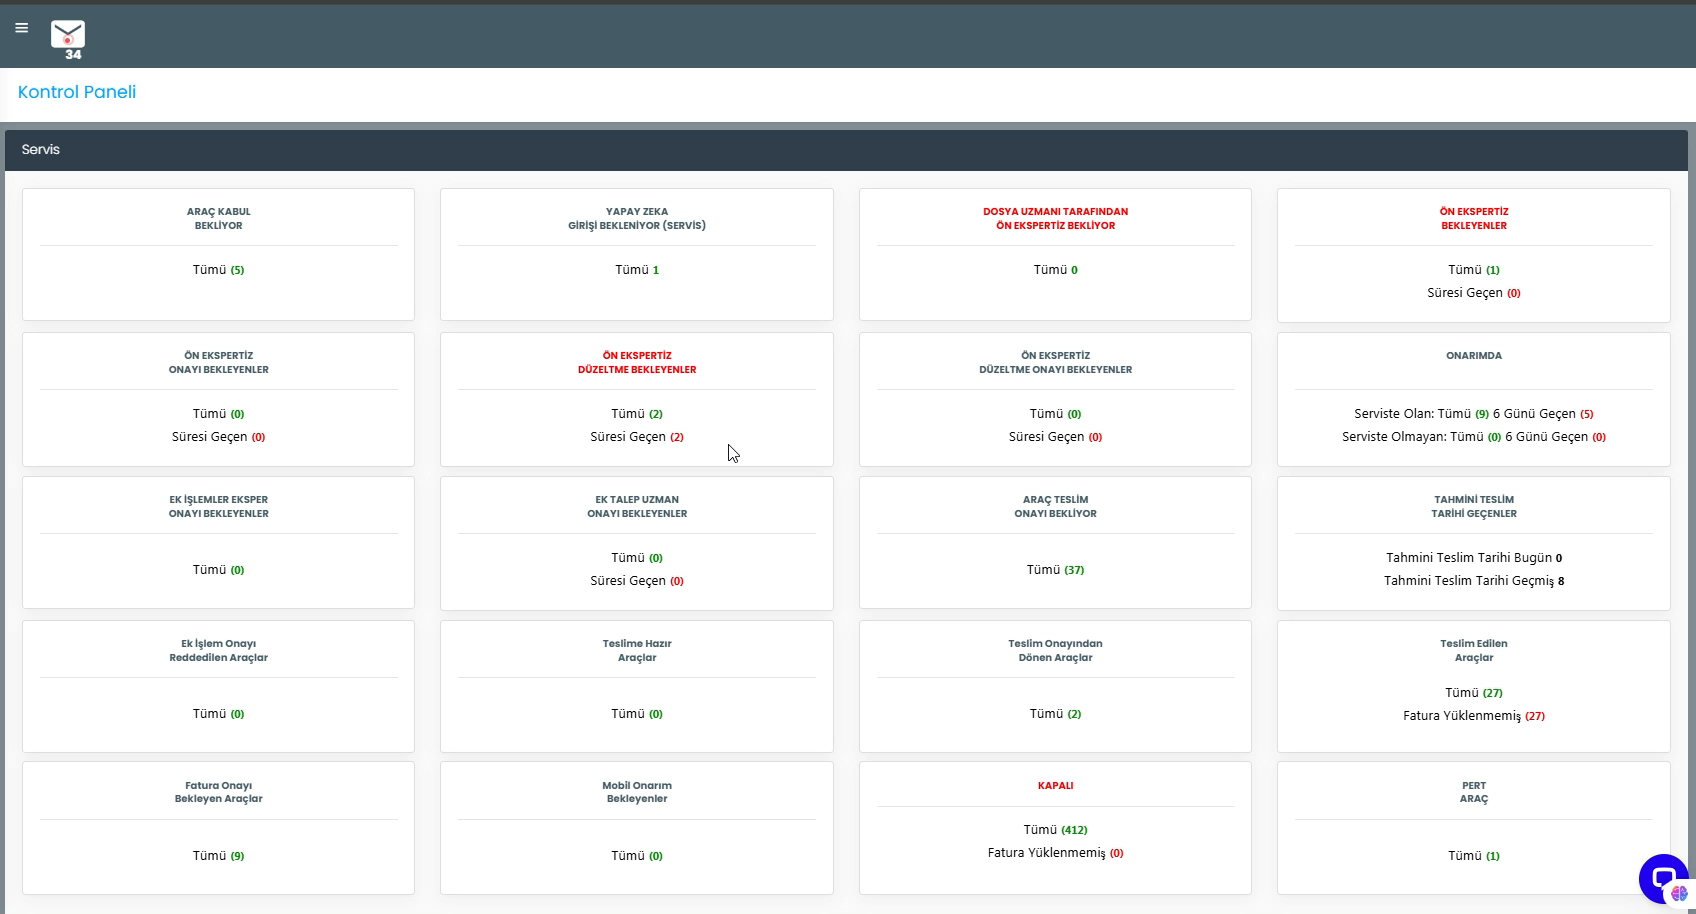 34
Kontrol Paneli
Servis
ARAÇ KABUL
BEKLİYOR
Tümü (5)
YAPAY ZEKA
GİRİŞİ BEKLENİYOR (SERVİS)
Tümü 1
DOSYA UZMANI TARAFINDAN
ÖN EKSPERTİZ BEKLİYOR
Tümü 0
ÖN EKSPERTİZ
BEKLEYENLER
Tümü (1)
Süresi Geçen (0)
ÖN EKSPERTİZ
ONAYI BEKLEYENLER
Tümü (0)
Süresi Geçen (0)
ÖN EKSPERTİZ
DÜZELTME BEKLEYENLER
Tümü (2)
Süresi Geçen (2)
ÖN EKSPERTİZ
DÜZELTME ONAYI BEKLEYENLER
Tümü (0)
Süresi Geçen (0)
ONARIMDA
Serviste Olan: Tümü (9) 6 Günü Geçen (5)
Serviste Olmayan: Tümü (0) 6 Günü Geçen (0)
EK İŞLEMLER EKSPER
ONAYI BEKLEYENLER
Tümü (0)
EK TALEP UZMAN
ONAYI BEKLEYENLER
Tümü (0)
Süresi Geçen (0)
ARAÇ TESLİM
ONAYI BEKLİYOR
Tümü (37)
TAHMİNİ TESLİM
TARİHİ GEÇENLER
Tahmini Teslim Tarihi Bugün 0
Tahmini Teslim Tarihi Geçmiş 8
Ek İşlem Onayı
Reddedilen Araçlar
Tümü (0)
Teslime Hazır
Araçlar
Tümü (0)
Teslim Onayından
Dönen Araçlar
Tümü (2)
Teslim Edilen
Araçlar
Tümü (27)
Fatura Yüklenmemiş (27)
Fatura Onayı
Bekleyen Araçlar
Tümü (9)
Mobil Onarım
Bekleyenler
Tümü (0)
KAPALI
Tümü (412)
Fatura Yüklenmemiş (0)
PERT
ARAÇ
Tümü (1)